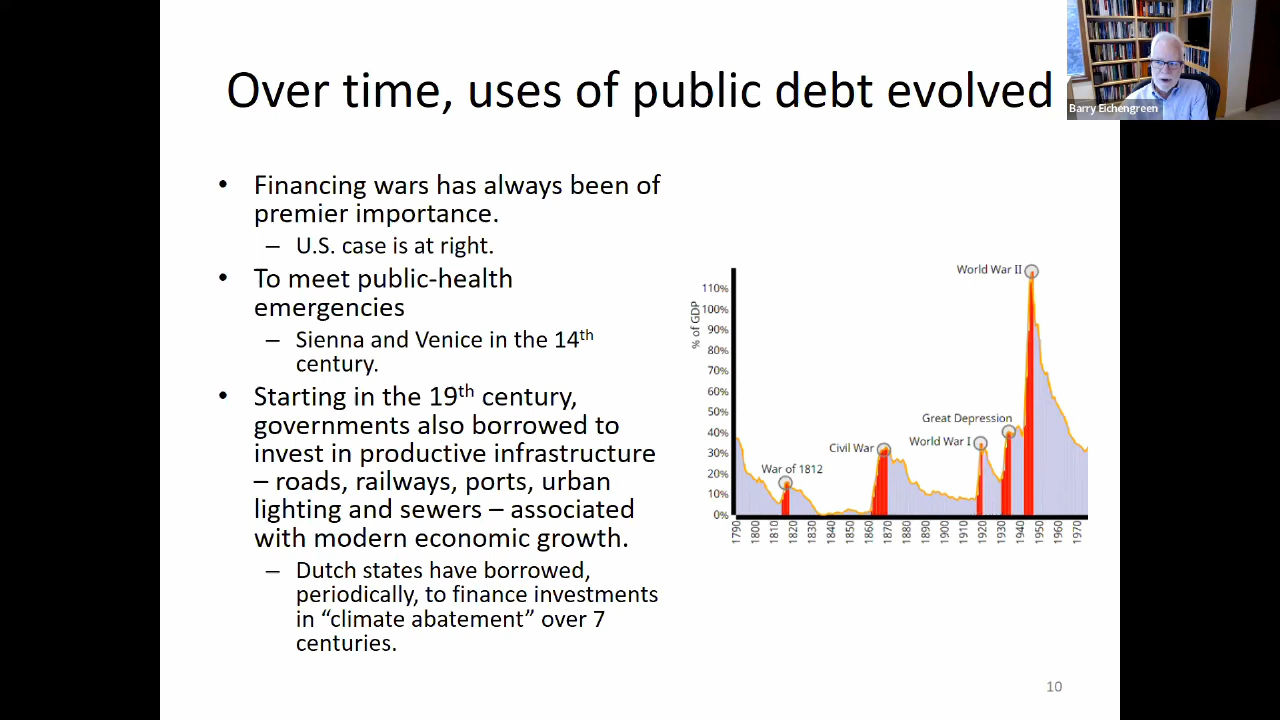 Over time, uses of public debt evolved
Barry Eichengreen
• Financing wars has always been of
premier importance.
– U.S. case is at right.
• To meet public-health
emergencies
– Sienna and Venice in the 14th
century.
• Starting in the 19th century,
governments also borrowed to
invest in productive infrastructure
– roads, railways, ports, urban
lighting and sewers – associated
with modern economic growth.
– Dutch states have borrowed,
periodically, to finance investments
in “climate abatement” over 7
centuries.
% of GDP
110%
100%
90%
80%
70%
60%
50%
40%
30%
20%
10%
0%
War of 1812
Civil War
World War I
Great Depression
World War II
1790
1800
1810
1820
1830
1840
1850
1860
1870
1880
1890
1900
1910
1920
1930
1940
1950
1960
1970
10